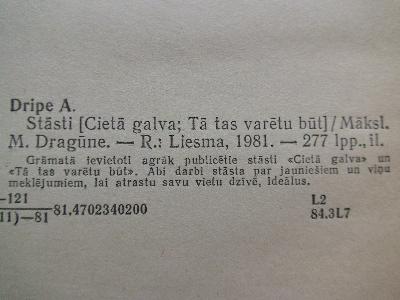 Dripe A.
Stāsti [Cietā galva; Tā tas varētu būt]/Māksl.
M. Dragūne. — R.: Liesma, 1981. — 277 lpp., il.
Grāmatā ievietoti agrāk publicētie stāsti «Cietā galva» un
«Tā tas varētu būt». Abi darbi stāsta par jauniešiem un viņu
meklējumiem, lai atrastu savu vietu dzīvē, ideālus.
—121
11)—81 81.4702340200
L2
84.3L7